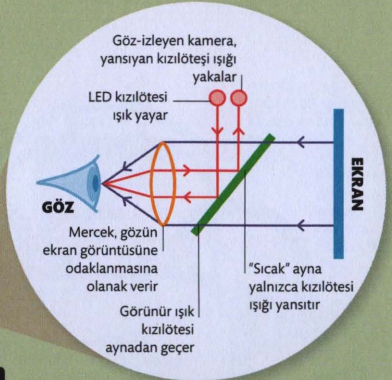 Göz-izleyen kamera,
yansıyan kızılötesi ışığı
yakalar
LED kızılötesi
ışık yayar
GÖZ
EKRAN
Mercek, gözün
ekran görüntüsüne
odaklanmasına
olanak verir
"Sıcak" ayna
yalnızca kızılötesi
ışığı yansıtır
Görünür ışık
kızılötesi
aynadan geçer